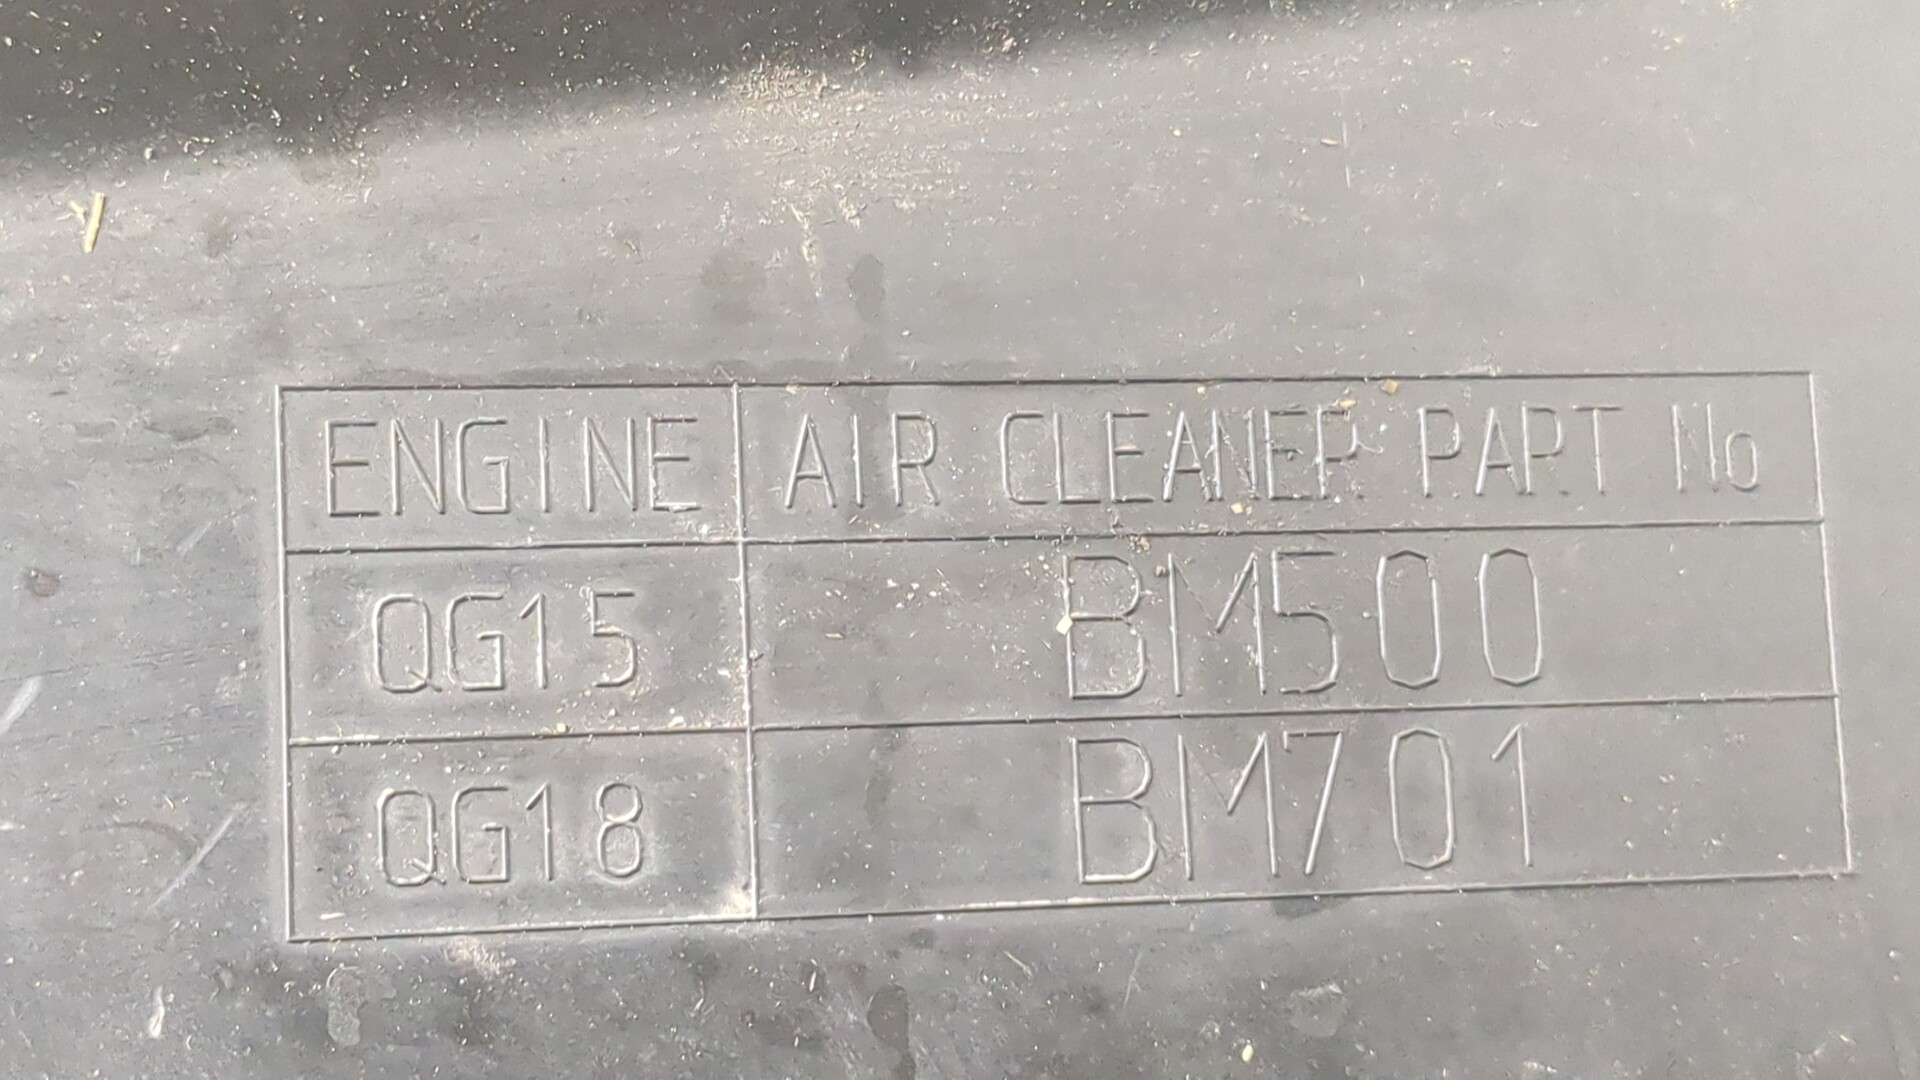 ENGINE AIR CLEANER PART No
QG15 BM500
QG18 BM701